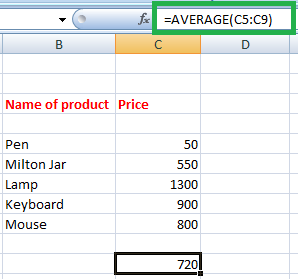 fx =AVERAGE(C5:C9)
B C D
Name of product Price
Pen 50
Milton Jar 550
Lamp 1300
Keyboard 900
Mouse 800
720